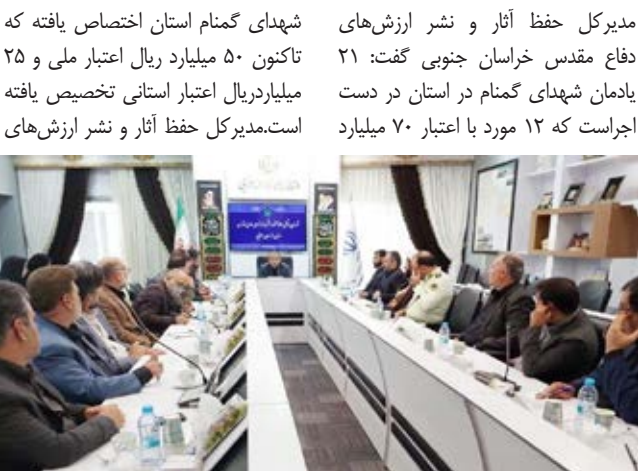 مدیرکل حفظ آثار و نشر ارزش‌های
دفاع مقدس خراسان جنوبی گفت: ۲۱
یادمان شهدای گمنام در استان در دست
اجراست که ۱۲ مورد با اعتبار ۷۰ میلیارد
شهدای گمنام استان اختصاص یافته که
تاکنون ۵۰ میلیارد ریال اعتبار ملی و ۲۵
میلیاردریال اعتبار استانی تخصیص یافته
است.مدیرکل حفظ آثار و نشر ارزش‌های